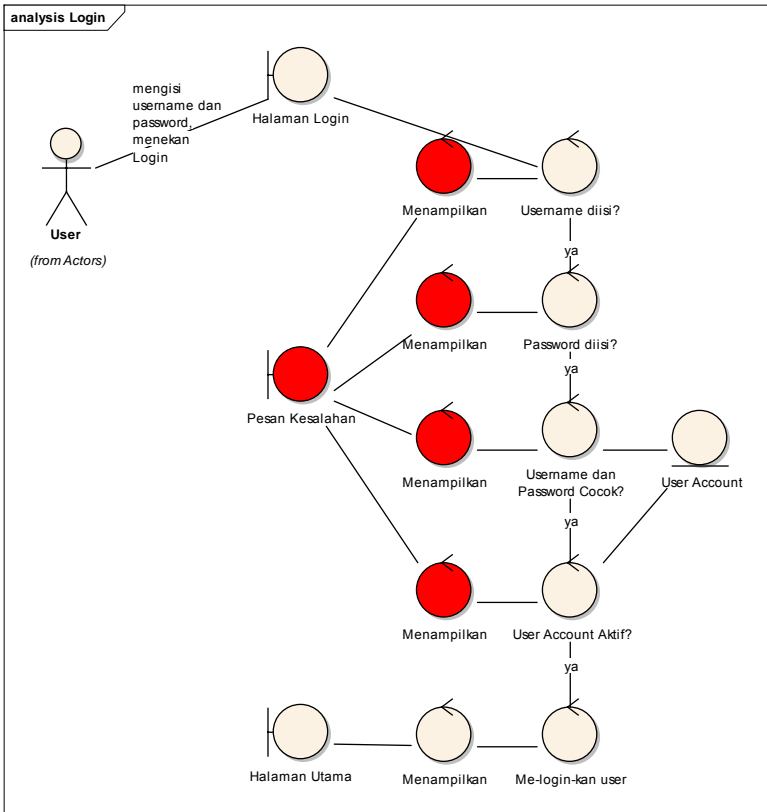 analysis Login
mengisi
username dan
password,
menekan
Login
Halaman Login
User
(from Actors)
Menampilkan
Username diisi?
ya
Menampilkan
Password diisi?
ya
Pesan Kesalahan
Menampilkan
Username dan
Password Cocok?
User Account
ya
Menampilkan
User Account Aktif?
ya
Halaman Utama
Menampilkan
Me-login-kan user